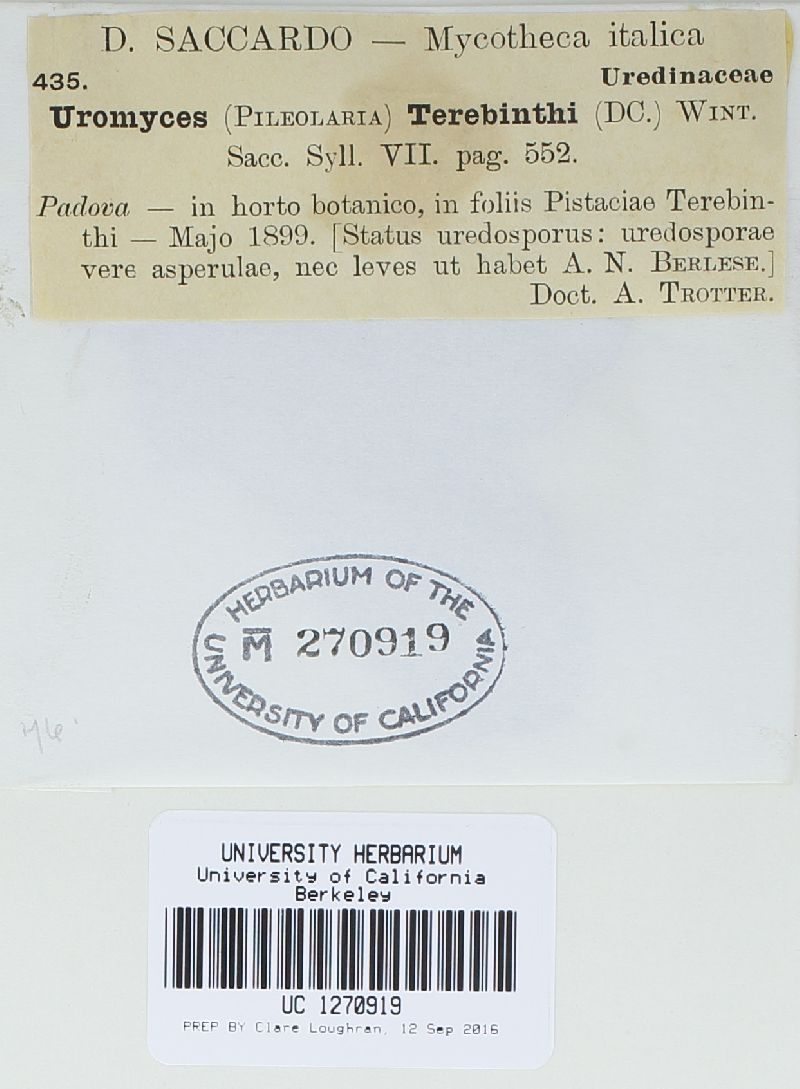 D. SACCARDO — Mycotheca italica
435. Uredinaceae
Uromyces (PILEOLARIA) Terebinthi (DC.) WINT.
Sacc. Syll. VII. pag. 552.
Padova — in horto botanico, in foliis Pistaciae Terebin-
thi — Majo 1899. [Status uredosporus: uredosporae
vere asperulae, nec leves ut habet A. N. BERLESE.]
Doct. A. TROTTER.
HERBARIUM OF THE
M̅ 270919
UNIVERSITY OF CALIFORNIA
UNIVERSITY HERBARIUM
University of California
Berkeley
UC 1270919
PREP BY Clare Loughran, 12 Sep 2016